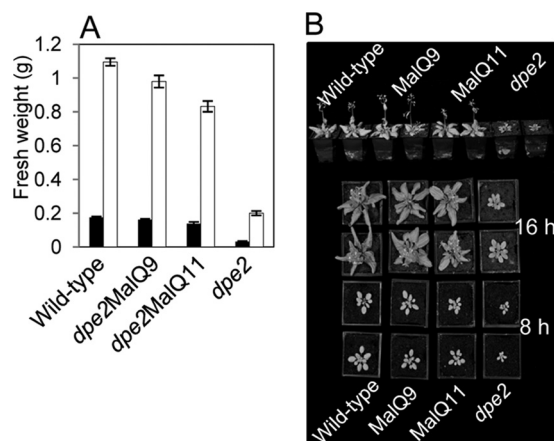 A
Fresh weight (g)
1.2
1
0.8
0.6
0.4
0.2
0
Wild-type
dpe2MalQ9
dpe2MalQ11
dpe2
B
Wild-type
MalQ9
MalQ11
dpe2
16 h
8 h
Wild-type
MalQ9
MalQ11
dpe2